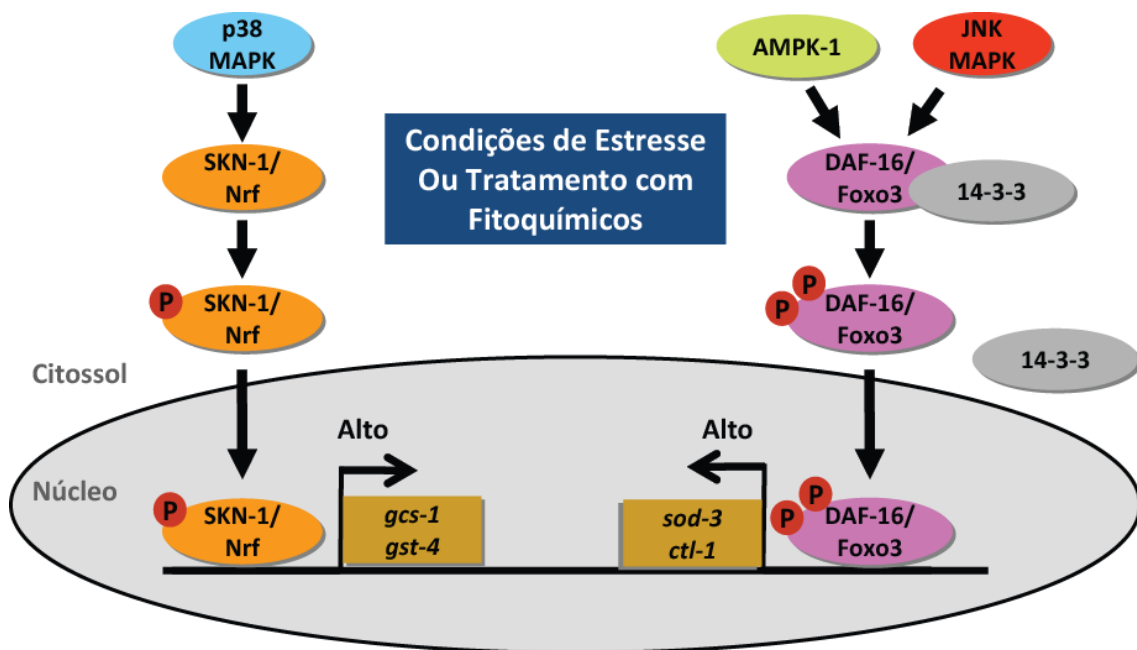 p38
MAPK
AMPK-1
JNK
MAPK
Condições de Estresse
Ou Tratamento com
Fitoquímicos
SKN-1/
Nrf
DAF-16/
Foxo3
14-3-3
P
SKN-1/
Nrf
P
P
DAF-16/
Foxo3
14-3-3
Citossol
Alto
Alto
Núcleo
P
SKN-1/
Nrf
gcs-1
gst-4
sod-3
ctl-1
P
P
DAF-16/
Foxo3